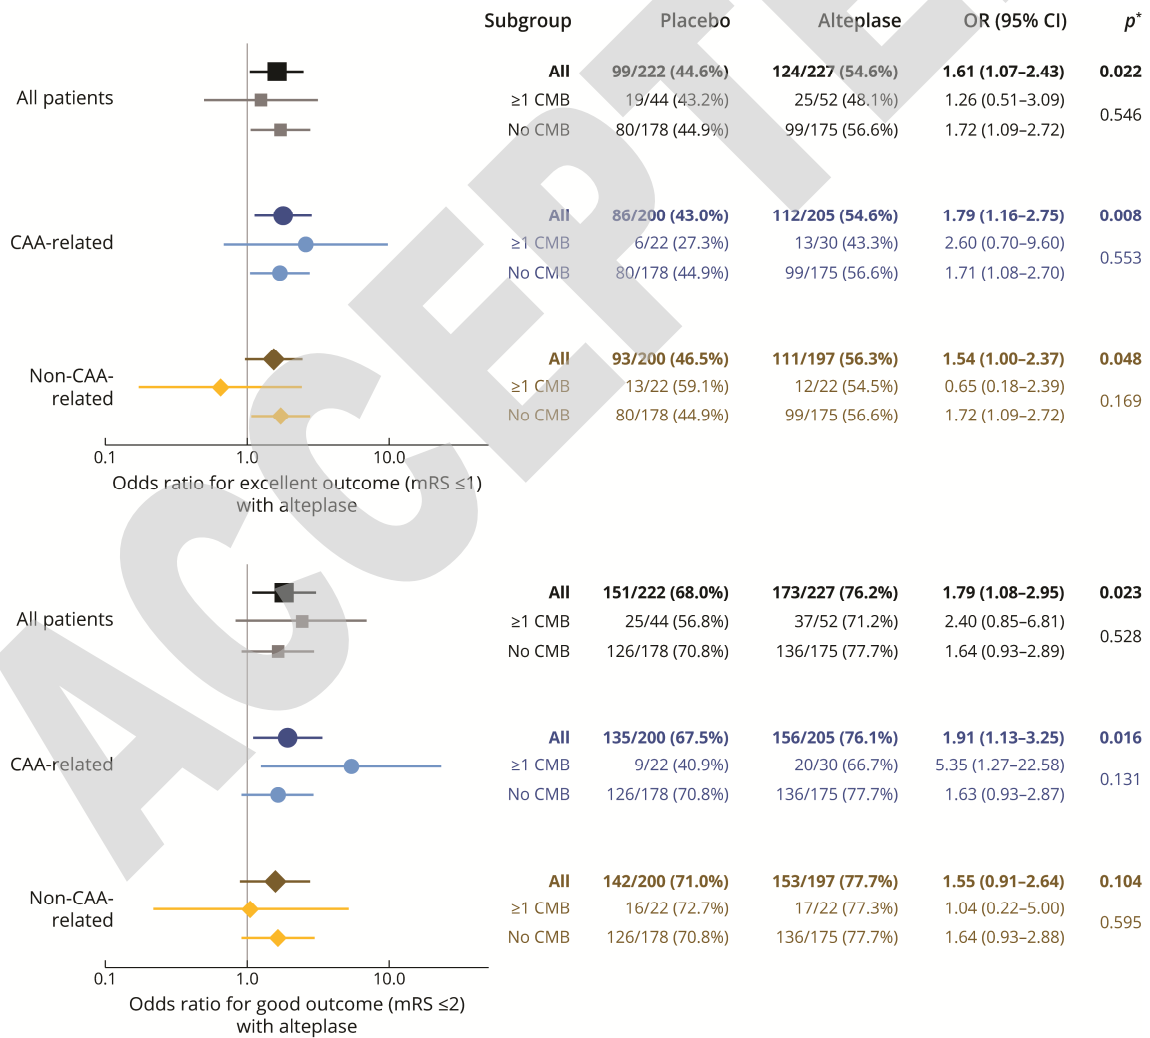 Subgroup Placebo Alteplase OR (95% CI) p*
All patients
All 99/222 (44.6%) 124/227 (54.6%) 1.61 (1.07–2.43) 0.022
≥1 CMB 19/44 (43.2%) 25/52 (48.1%) 1.26 (0.51–3.09)
0.546
No CMB 80/178 (44.9%) 99/175 (56.6%) 1.72 (1.09–2.72)
CAA-related
All 86/200 (43.0%) 112/205 (54.6%) 1.79 (1.16–2.75) 0.008
≥1 CMB 6/22 (27.3%) 13/30 (43.3%) 2.60 (0.70–9.60)
0.553
No CMB 80/178 (44.9%) 99/175 (56.6%) 1.71 (1.08–2.70)
Non-CAA-
related
All 93/200 (46.5%) 111/197 (56.3%) 1.54 (1.00–2.37) 0.048
≥1 CMB 13/22 (59.1%) 12/22 (54.5%) 0.65 (0.18–2.39)
0.169
No CMB 80/178 (44.9%) 99/175 (56.6%) 1.72 (1.09–2.72)
0.1 1.0 10.0
Odds ratio for excellent outcome (mRS ≤1)
with alteplase
All patients
All 151/222 (68.0%) 173/227 (76.2%) 1.79 (1.08–2.95) 0.023
≥1 CMB 25/44 (56.8%) 37/52 (71.2%) 2.40 (0.85–6.81)
0.528
No CMB 126/178 (70.8%) 136/175 (77.7%) 1.64 (0.93–2.89)
CAA-related
All 135/200 (67.5%) 156/205 (76.1%) 1.91 (1.13–3.25) 0.016
≥1 CMB 9/22 (40.9%) 20/30 (66.7%) 5.35 (1.27–22.58)
0.131
No CMB 126/178 (70.8%) 136/175 (77.7%) 1.63 (0.93–2.87)
Non-CAA-
related
All 142/200 (71.0%) 153/197 (77.7%) 1.55 (0.91–2.64) 0.104
≥1 CMB 16/22 (72.7%) 17/22 (77.3%) 1.04 (0.22–5.00)
0.595
No CMB 126/178 (70.8%) 136/175 (77.7%) 1.64 (0.93–2.88)
0.1 1.0 10.0
Odds ratio for good outcome (mRS ≤2)
with alteplase